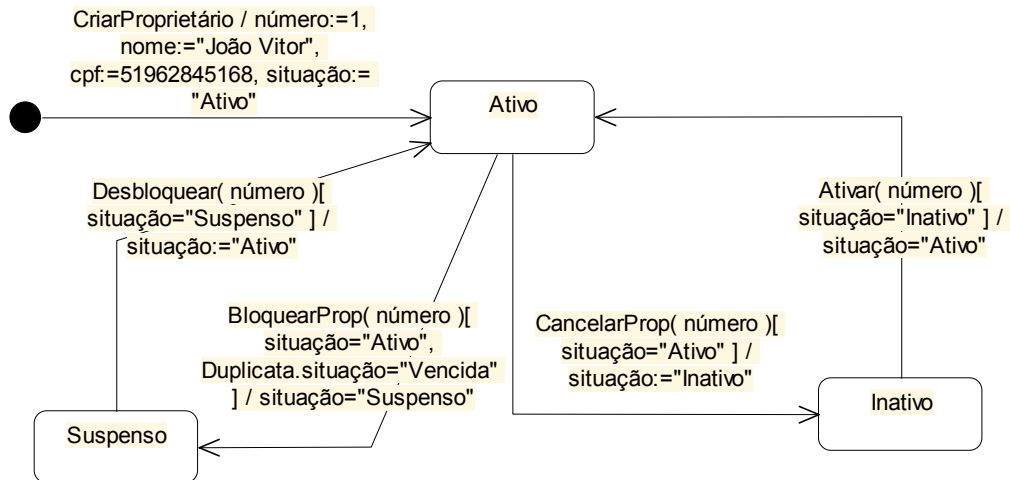 CriarProprietário / número:=1,
nome:="João Vitor",
cpf:=51962845168, situação:=
"Ativo"
Ativo
Desbloquear( número )[
situação="Suspenso" ] /
situação:="Ativo"
Ativar( número )[
situação="Inativo" ] /
situação="Ativo"
BloquearProp( número )[
situação="Ativo",
Duplicata.situação="Vencida"
] / situação="Suspenso"
CancelarProp( número )[
situação="Ativo" ] /
situação:="Inativo"
Inativo
Suspenso